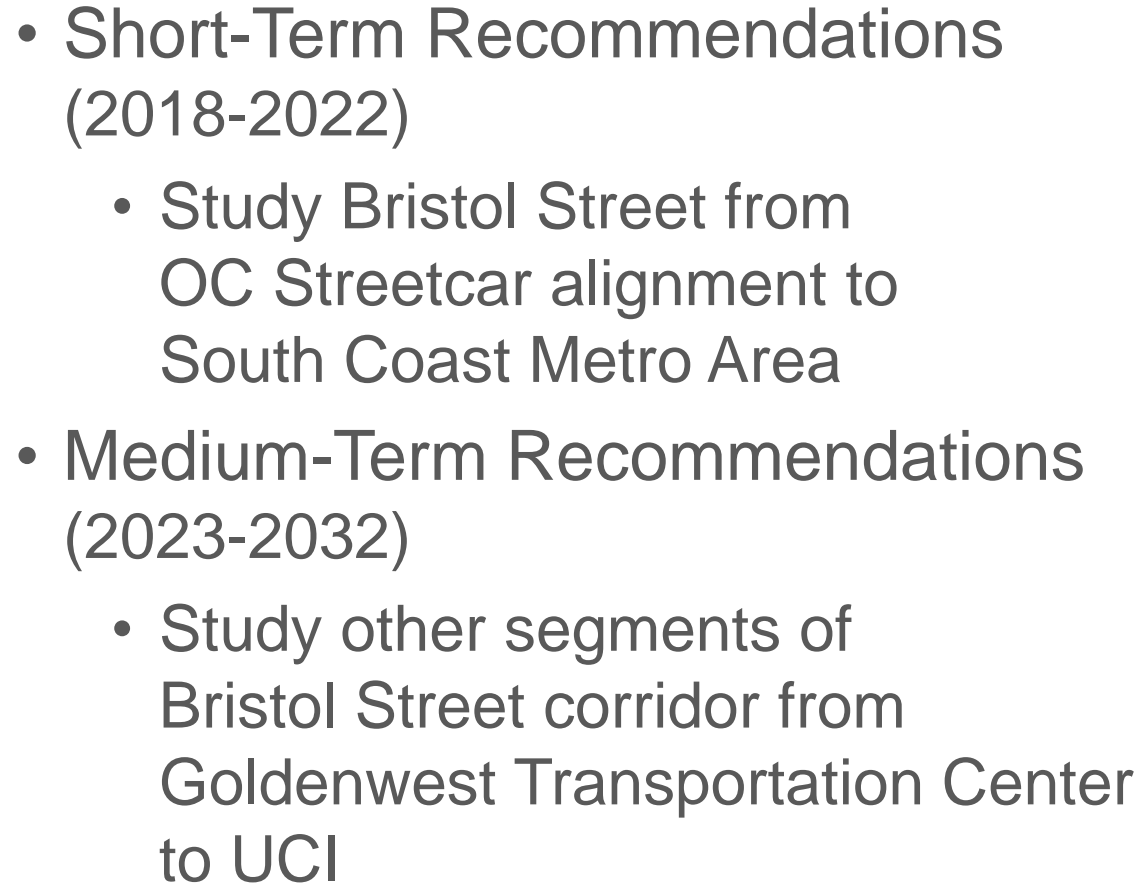 • Short-Term Recommendations
(2018-2022)
• Study Bristol Street from
OC Streetcar alignment to
South Coast Metro Area
• Medium-Term Recommendations
(2023-2032)
• Study other segments of
Bristol Street corridor from
Goldenwest Transportation Center
to UCI